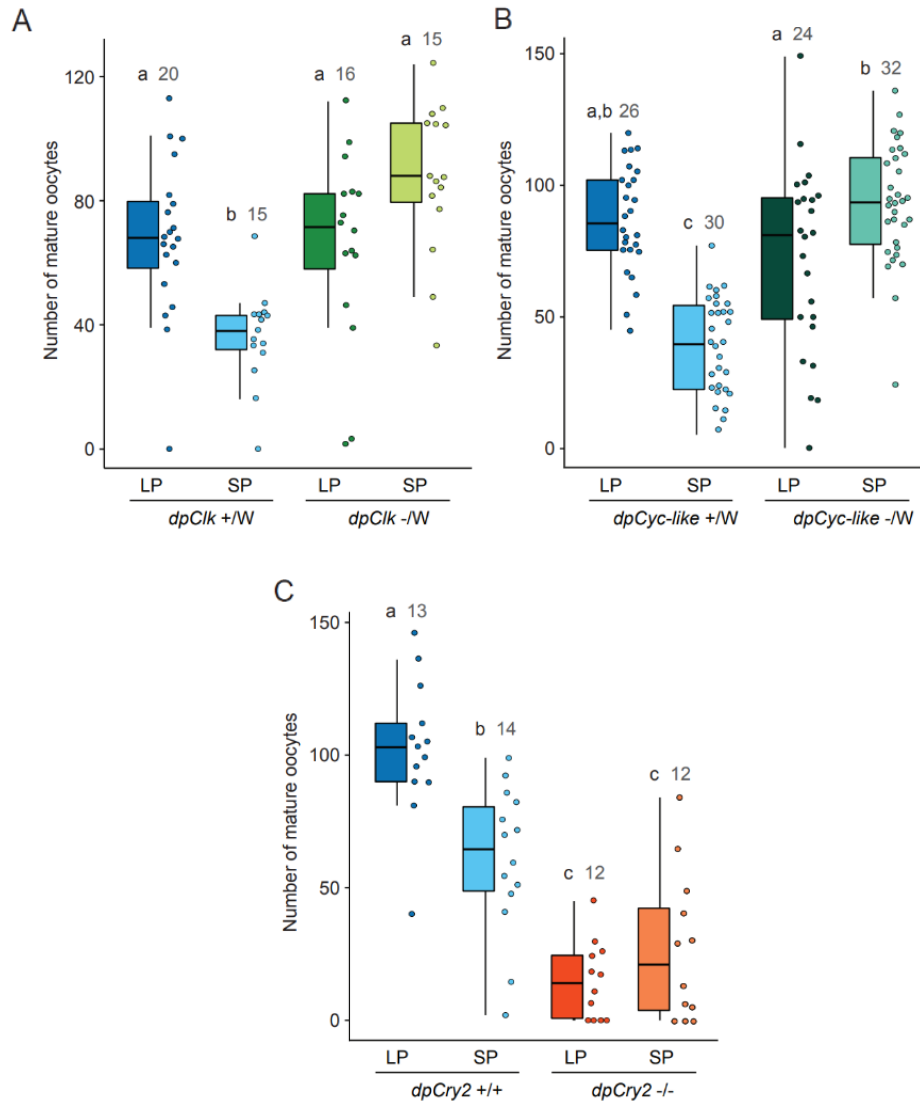 A
Number of mature oocytes
120
80
40
0
a 20
b 15
a 16
a 15
LP SP LP SP
dpClk +/W dpClk -/W
B
Number of mature oocytes
150
100
50
0
a,b 26
c 30
a 24
b 32
LP SP LP SP
dpCyc-like +/W dpCyc-like -/W
C
Number of mature oocytes
150
100
50
0
a 13
b 14
c 12
c 12
LP SP LP SP
dpCry2 +/+ dpCry2 -/-